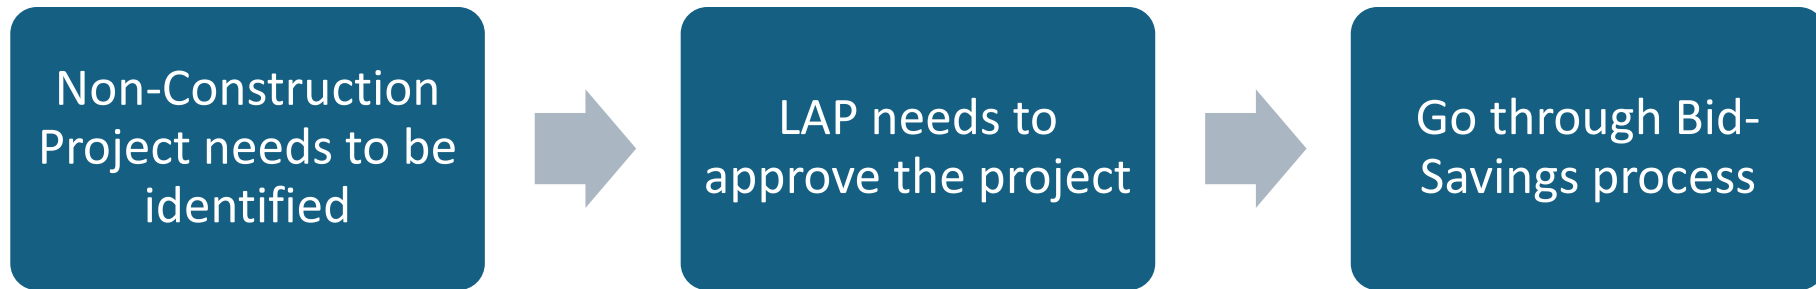 Non-Construction
Project needs to be
identified
LAP needs to
approve the project
Go through Bid-
Savings process